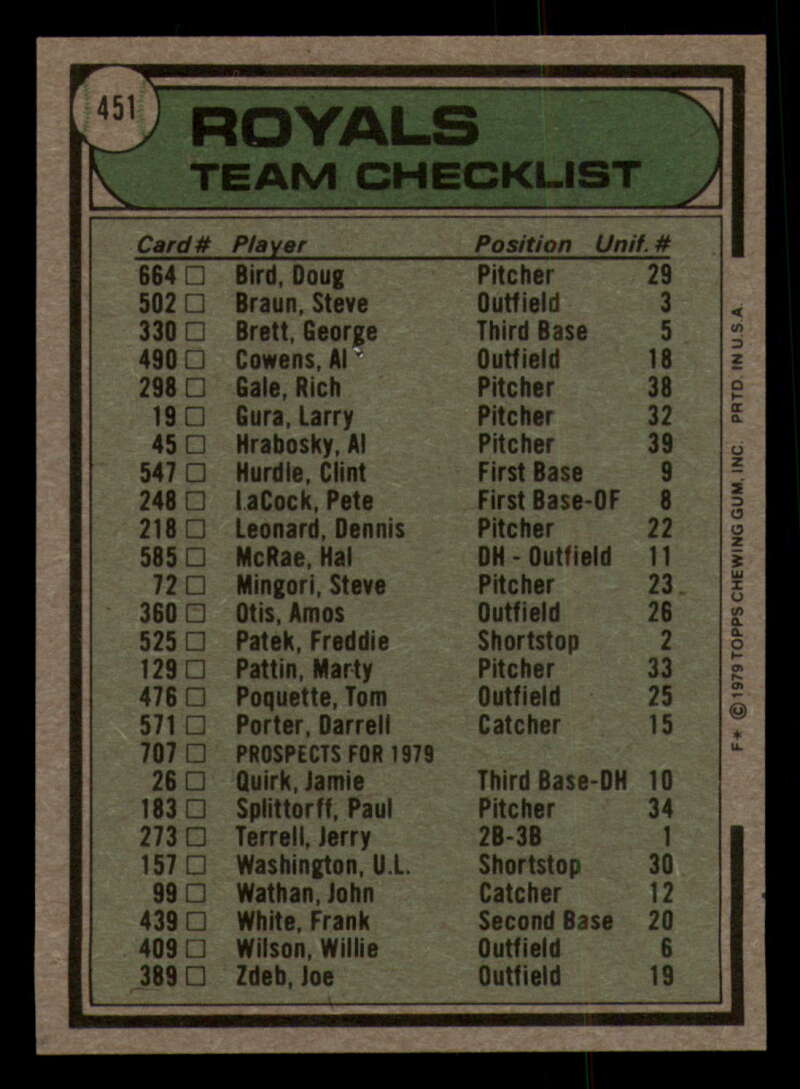 451
ROYALS
TEAM CHECKLIST
Card# Player Position Unif. #
664 Bird, Doug Pitcher 29
502 Braun, Steve Outfield 3
330 Brett, George Third Base 5
490 Cowens, Al Outfield 18
298 Gale, Rich Pitcher 38
19 Gura, Larry Pitcher 32
45 Hrabosky, Al Pitcher 39
547 Hurdle, Clint First Base 9
248 LaCock, Pete First Base-OF 8
218 Leonard, Dennis Pitcher 22
585 McRae, Hal DH - Outfield 11
72 Mingori, Steve Pitcher 23
360 Otis, Amos Outfield 26
525 Patek, Freddie Shortstop 2
129 Pattin, Marty Pitcher 33
476 Poquette, Tom Outfield 25
571 Porter, Darrell Catcher 15
707 PROSPECTS FOR 1979
26 Quirk, Jamie Third Base-DH 10
183 Splittorff, Paul Pitcher 34
273 Terrell, Jerry 2B-3B 1
157 Washington, U.L. Shortstop 30
99 Wathan, John Catcher 12
439 White, Frank Second Base 20
409 Wilson, Willie Outfield 6
389 Zdeb, Joe Outfield 19
F* © 1979 TOPPS CHEWING GUM, INC. PRTD. IN U.S.A.